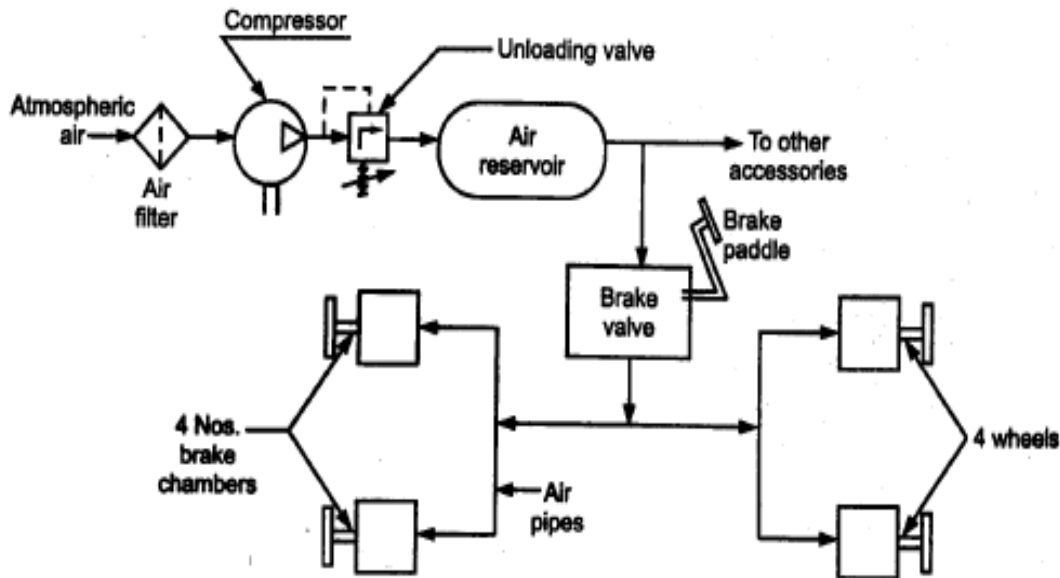 Compressor
Unloading valve
Atmospheric
air
Air
filter
Air
reservoir
To other
accessories
Brake
paddle
Brake
valve
4 Nos.
brake
chambers
Air
pipes
4 wheels